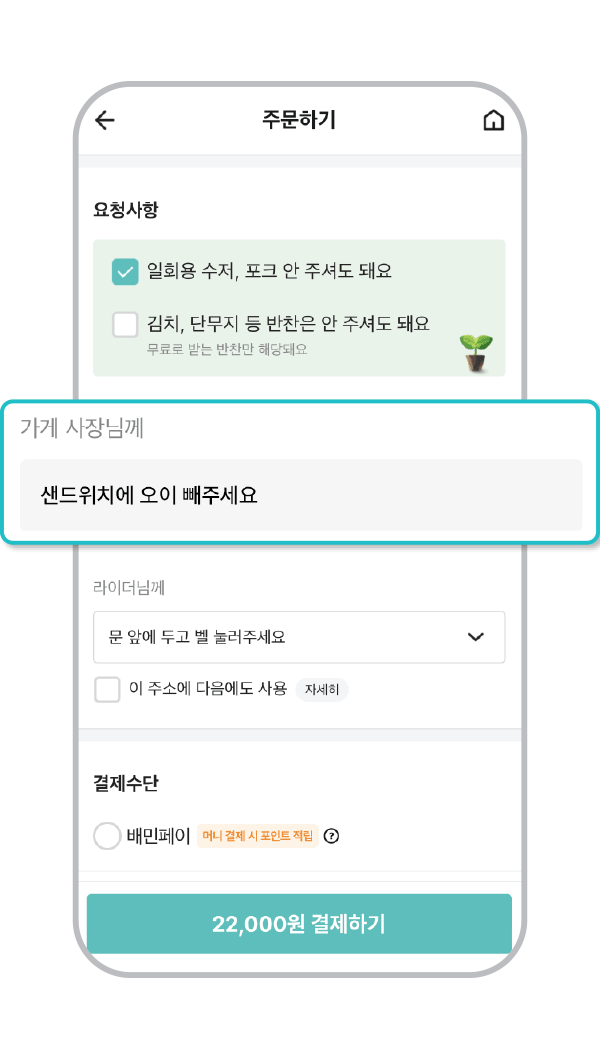 주문하기
요청사항
일회용 수저, 포크 안 주셔도 돼요
김치, 단무지 등 반찬은 안 주셔도 돼요
무료로 받는 반찬만 해당돼요
가게 사장님께
샌드위치에 오이 빼주세요
라이더님께
문 앞에 두고 벨 눌러주세요
이 주소에 다음에도 사용 자세히
결제수단
배민페이 머니 결제 시 포인트 적립 ?
22,000원 결제하기